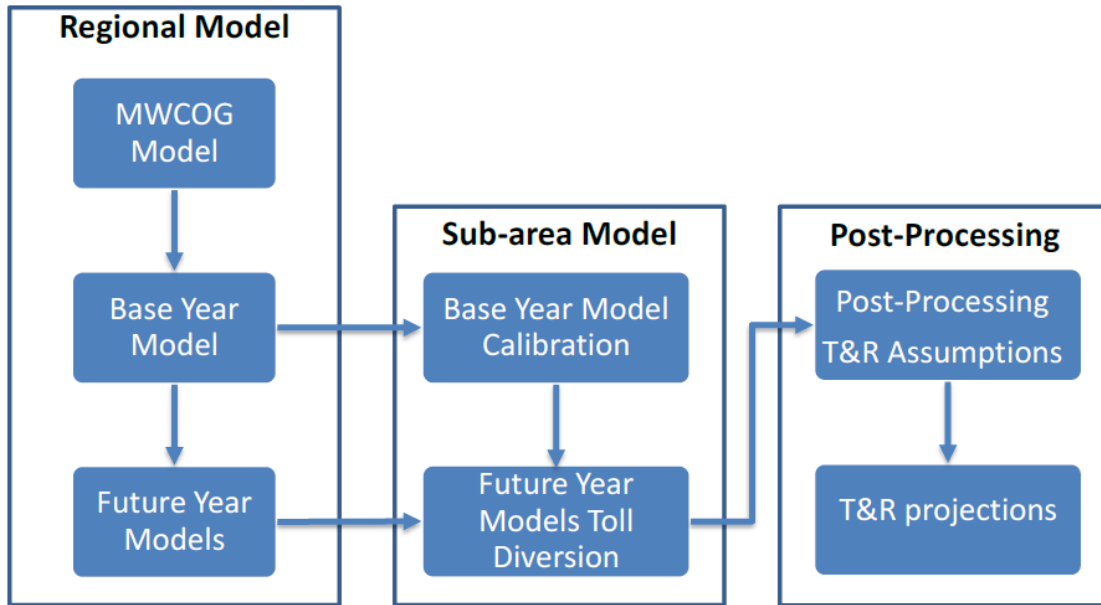 Regional Model
MWCOG
Model
Base Year
Model
Future Year
Models
Sub-area Model
Base Year Model
Calibration
Future Year
Models Toll
Diversion
Post-Processing
Post-Processing
T&R Assumptions
T&R projections